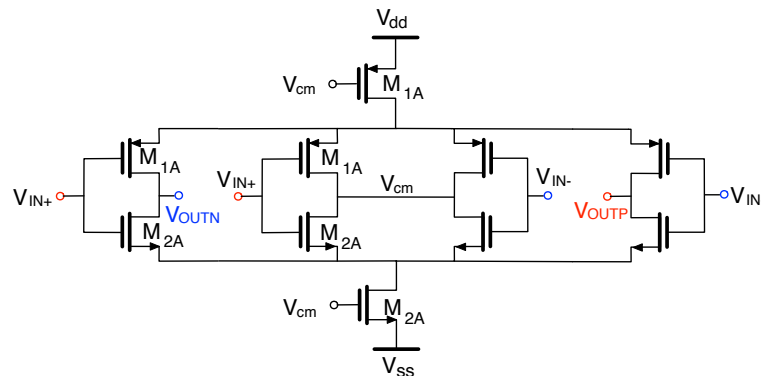 Vdd
Vcm
M1A
M1A
M1A
VIN+
VIN+
Vcm
VIN-
VIN
VOUTN
VOUTP
M2A
M2A
Vcm
M2A
VSS